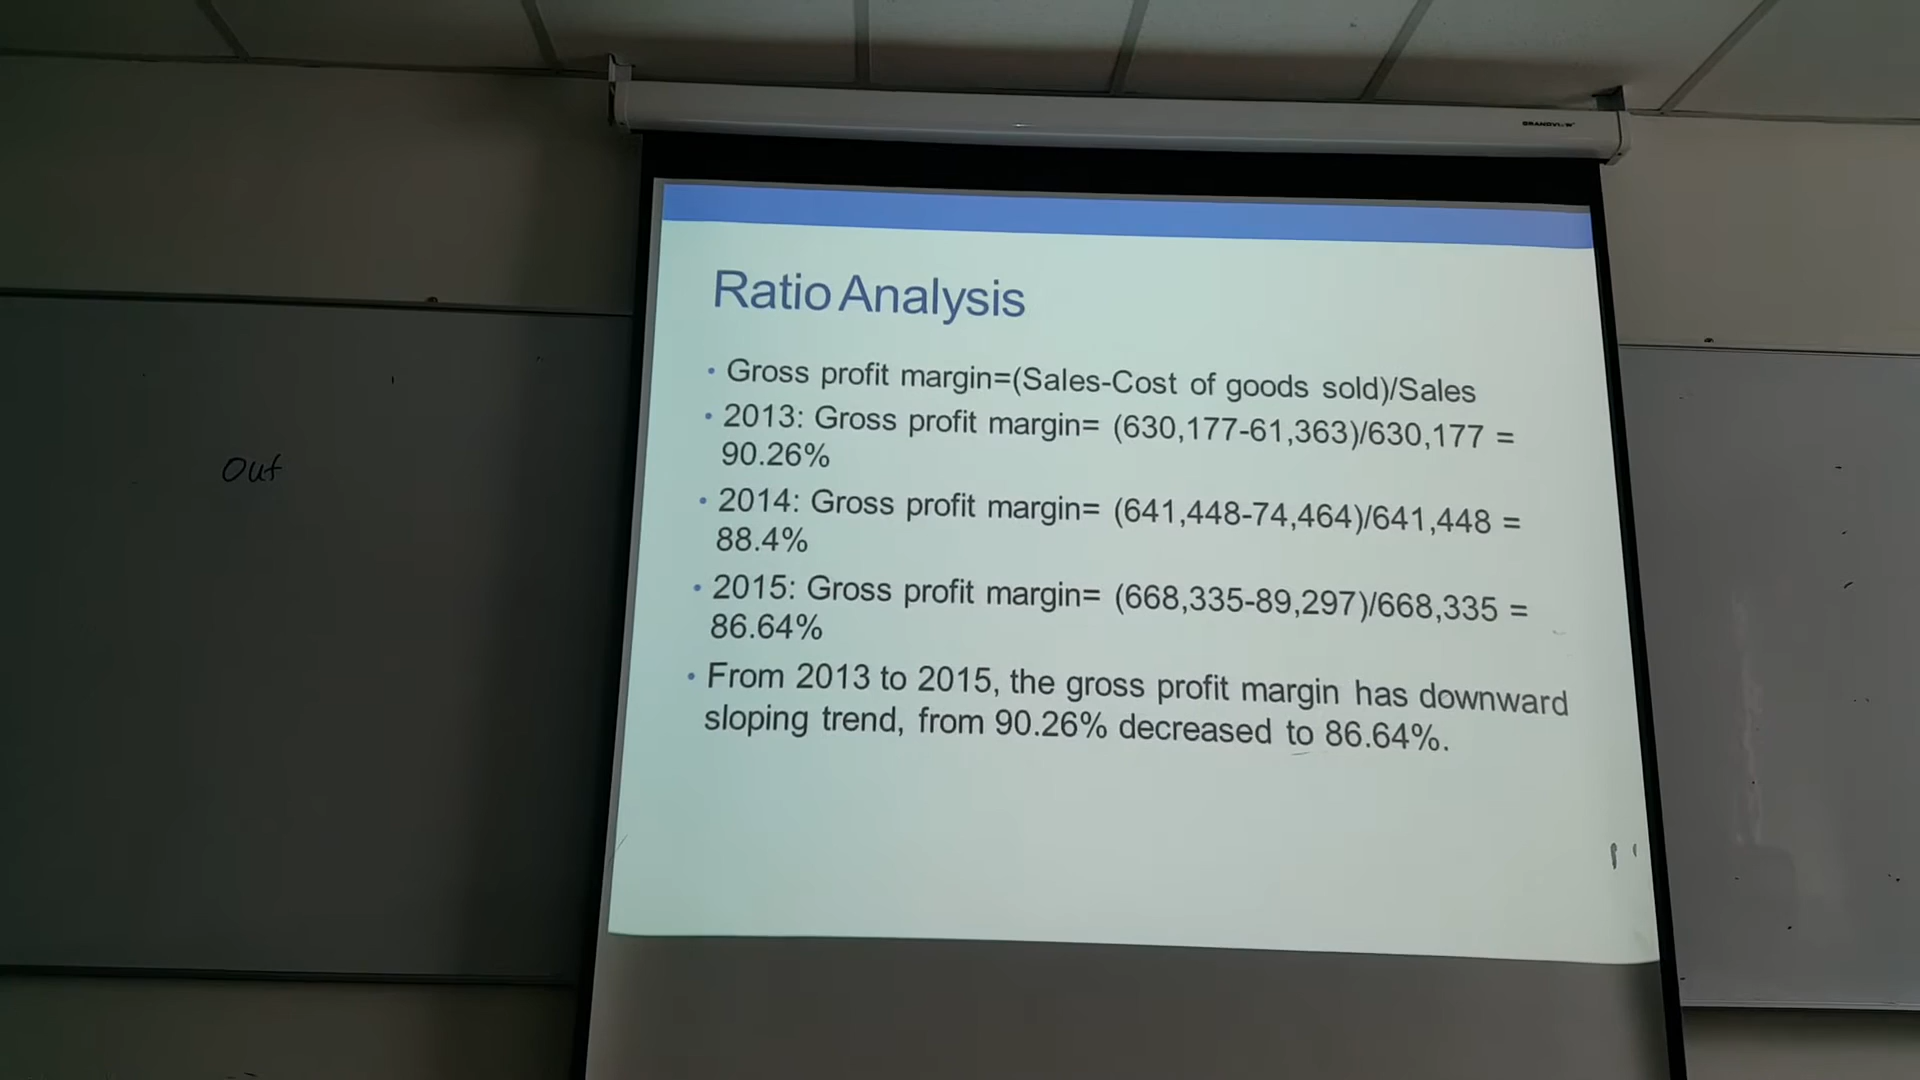 GRANDVIEW
Ratio Analysis
• Gross profit margin=(Sales-Cost of goods sold)/Sales
• 2013: Gross profit margin= (630,177-61,363)/630,177 =
90.26%
• 2014: Gross profit margin= (641,448-74,464)/641,448 =
88.4%
• 2015: Gross profit margin= (668,335-89,297)/668,335 =
86.64%
• From 2013 to 2015, the gross profit margin has downward
sloping trend, from 90.26% decreased to 86.64%.
Out